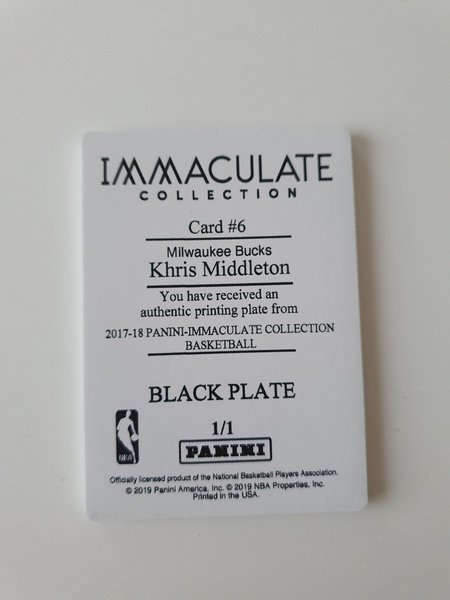 IMMACULATE
COLLECTION
Card #6
Milwaukee Bucks
Khris Middleton
You have received an
authentic printing plate from
2017-18 PANINI-IMMACULATE COLLECTION
BASKETBALL
BLACK PLATE
1/1
NBA
PANINI
Officially licensed product of the National Basketball Players Association.
© 2019 Panini America, Inc. © 2019 NBA Properties, Inc.
Printed in the USA.